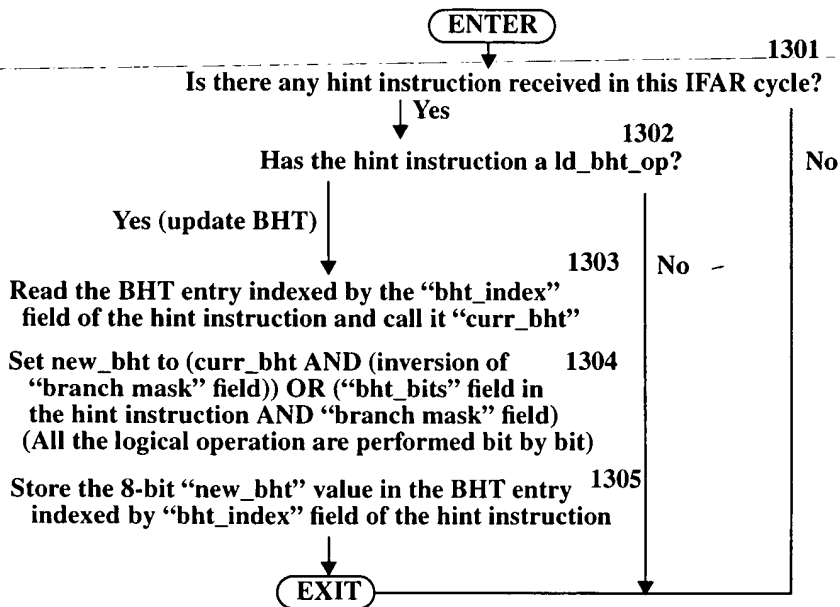 ENTER
1301
Is there any hint instruction received in this IFAR cycle?
Yes
1302
Has the hint instruction a ld_bht_op?
No
Yes (update BHT)
1303
No
Read the BHT entry indexed by the “bht_index”
field of the hint instruction and call it “curr_bht”
Set new_bht to (curr_bht AND (inversion of 1304
“branch mask” field)) OR (“bht_bits” field in
the hint instruction AND “branch mask” field)
(All the logical operation are performed bit by bit)
Store the 8-bit “new_bht” value in the BHT entry 1305
indexed by “bht_index” field of the hint instruction
EXIT